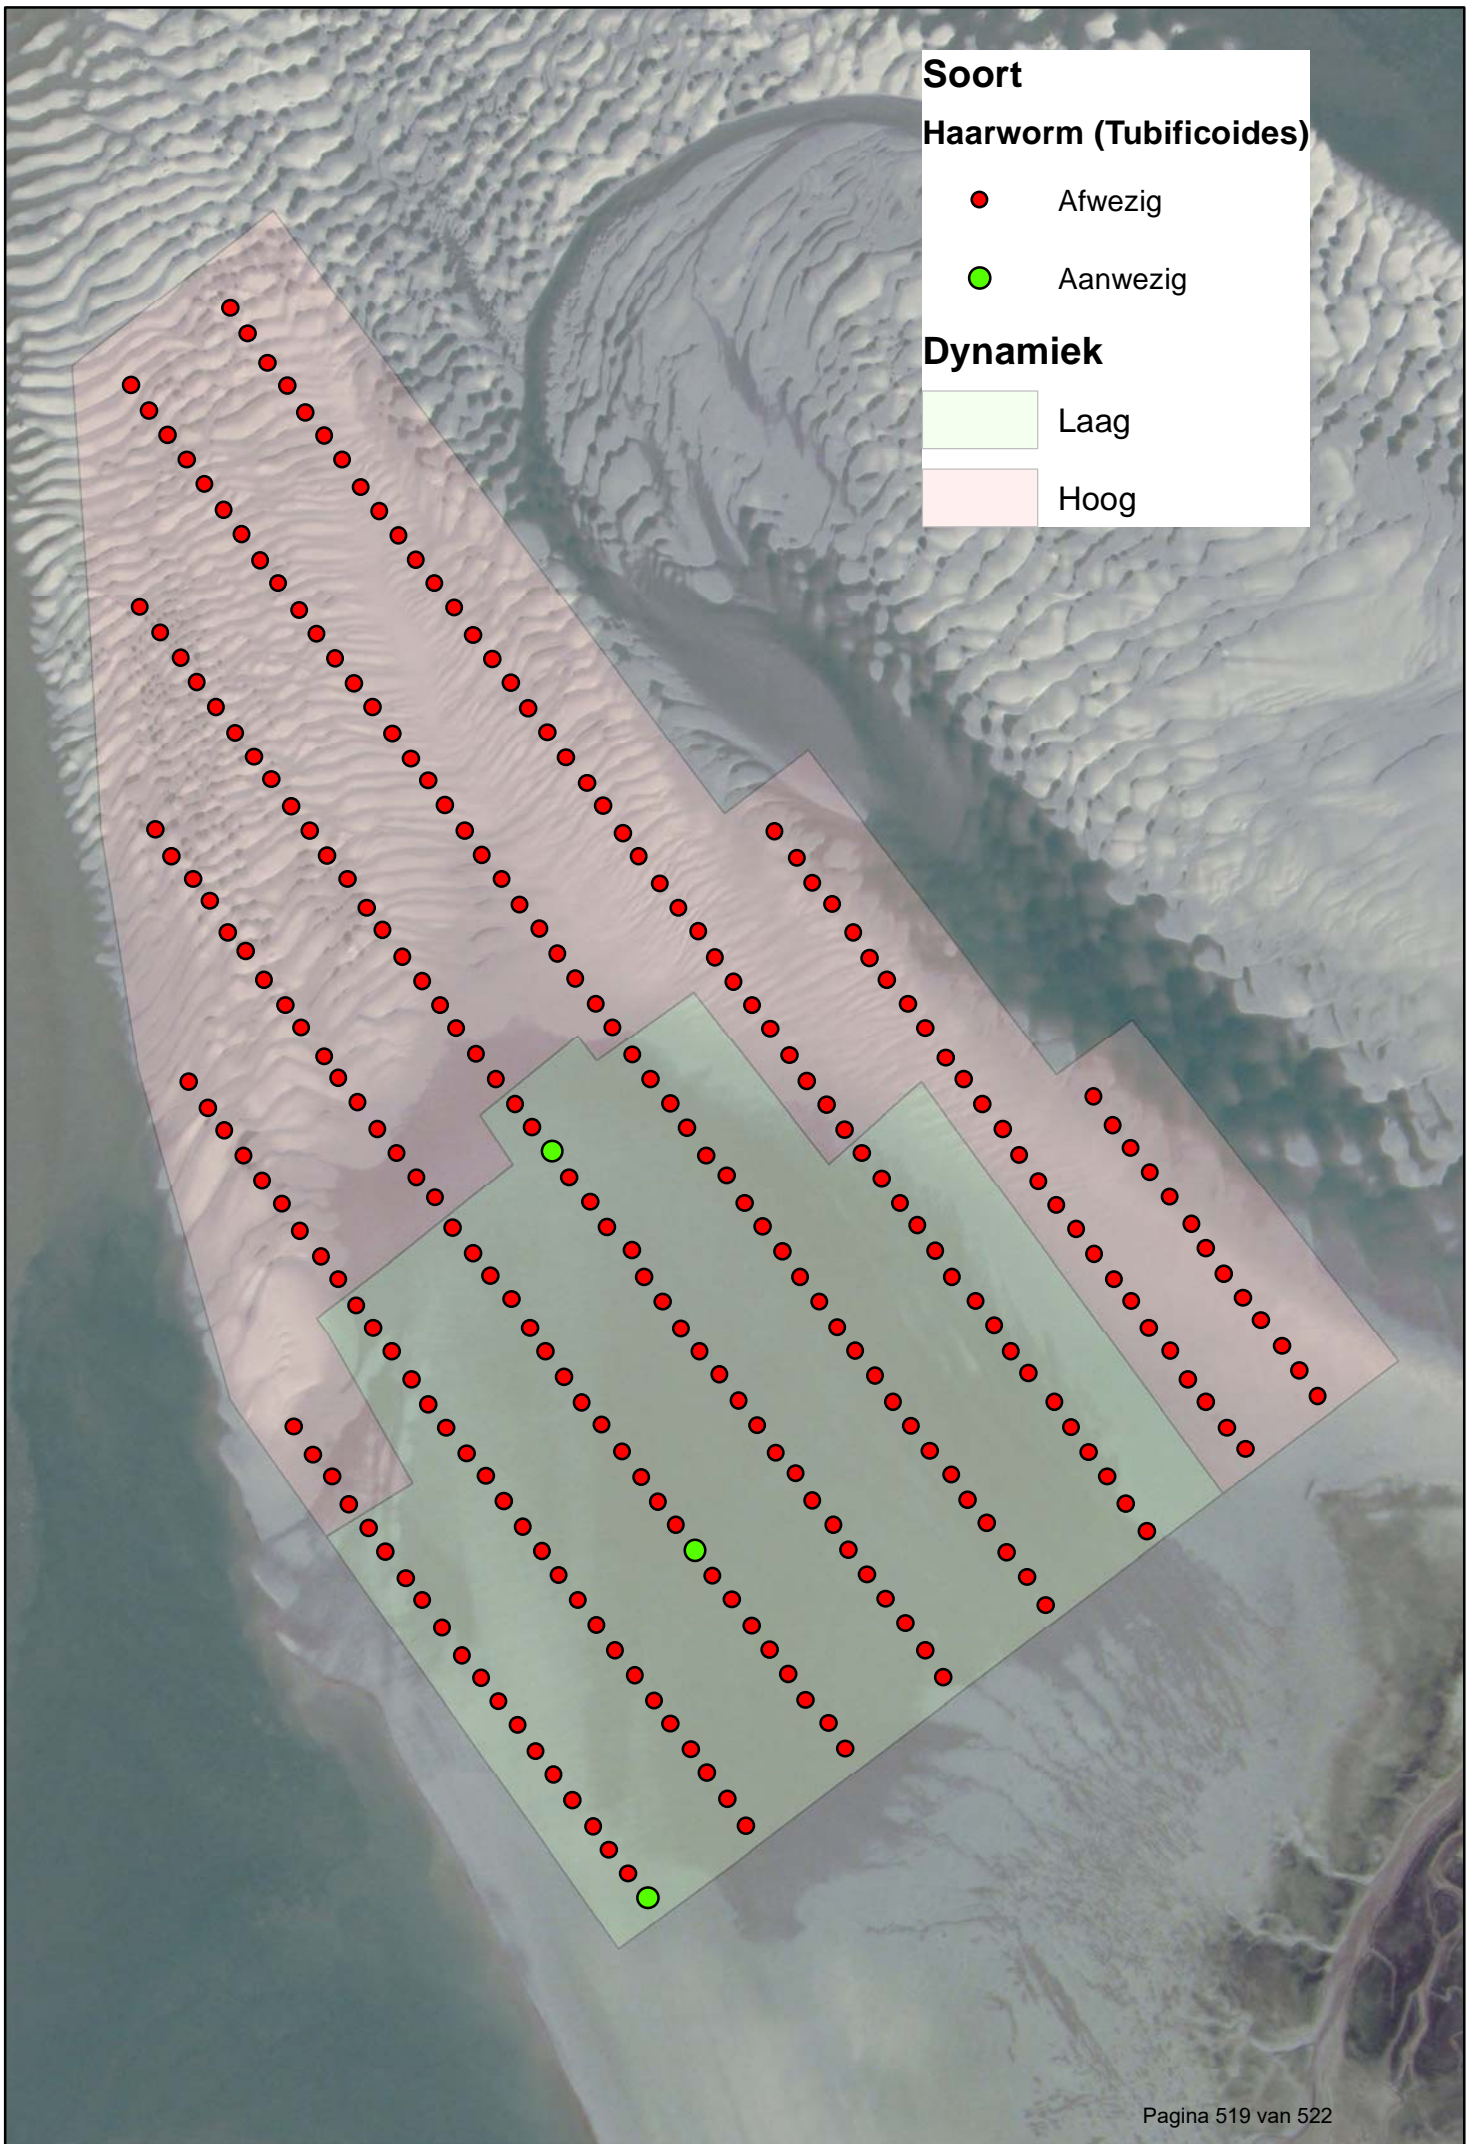 Soort
Haarworm (Tubificoides)
Afwezig
Aanwezig
Dynamiek
Laag
Hoog
Pagina 519 van 522